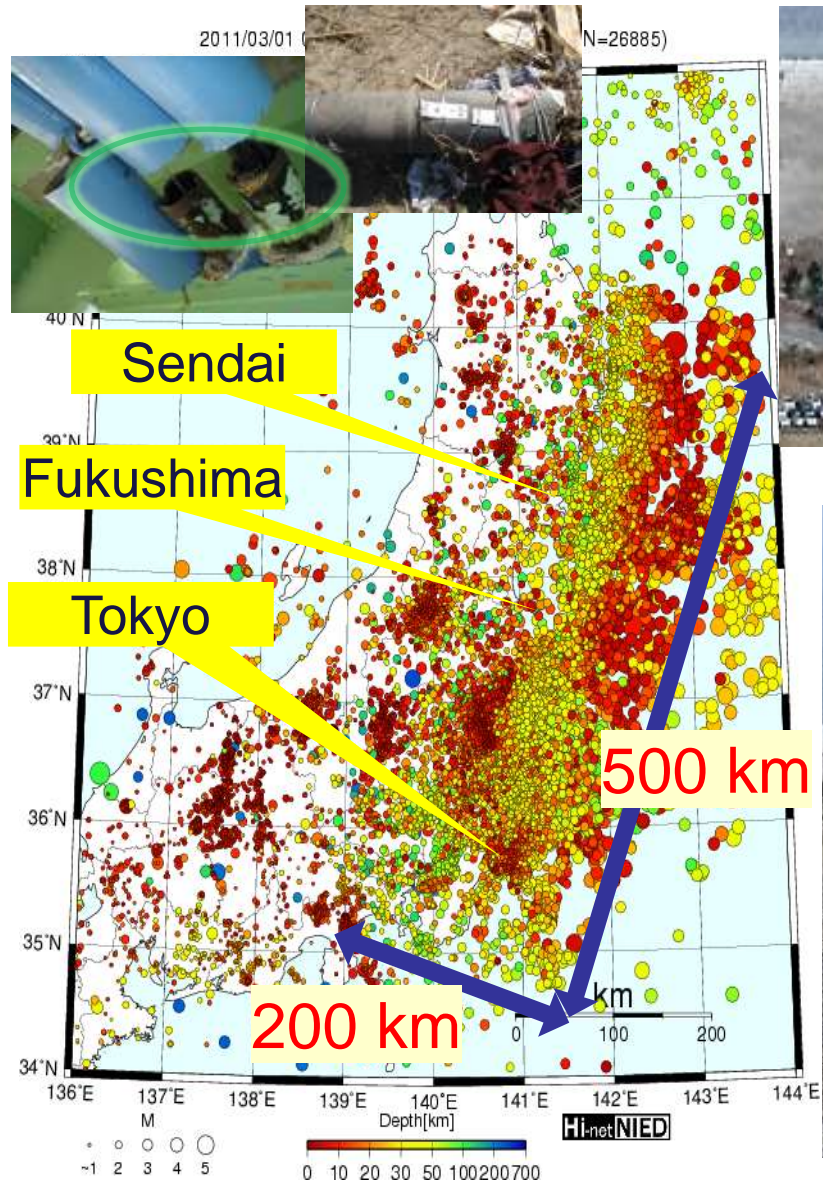 2011/03/01 N=26885)
40˚N
Sendai
39˚N
Fukushima
38˚N
Tokyo
37˚N
500 km
36˚N
35˚N
km
200 km
0 100 200
34˚N
136˚E 137˚E 138˚E 139˚E 140˚E 141˚E 142˚E 143˚E 144˚E
M Depth[km] Hi-net NIED
~1 2 3 4 5 0 10 20 30 50 100 200 700